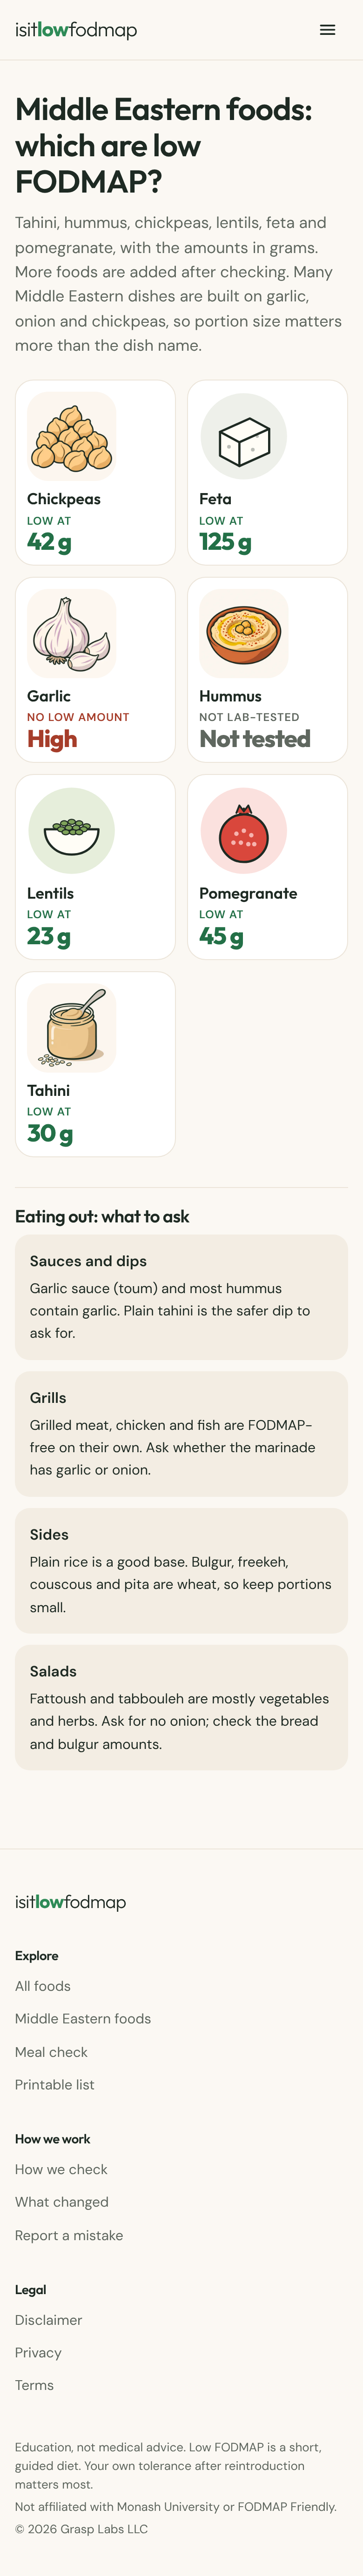 isitlowfodmap
Middle Eastern foods:
which are low
FODMAP?
Tahini, hummus, chickpeas, lentils, feta and
pomegranate, with the amounts in grams.
More foods are added after checking. Many
Middle Eastern dishes are built on garlic,
onion and chickpeas, so portion size matters
more than the dish name.
Chickpeas
LOW AT
42 g
Feta
LOW AT
125 g
Garlic
NO LOW AMOUNT
High
Hummus
NOT LAB-TESTED
Not tested
Lentils
LOW AT
23 g
Pomegranate
LOW AT
45 g
Tahini
LOW AT
30 g
Eating out: what to ask
Sauces and dips
Garlic sauce (toum) and most hummus
contain garlic. Plain tahini is the safer dip to
ask for.
Grills
Grilled meat, chicken and fish are FODMAP-
free on their own. Ask whether the marinade
has garlic or onion.
Sides
Plain rice is a good base. Bulgur, freekeh,
couscous and pita are wheat, so keep portions
small.
Salads
Fattoush and tabbouleh are mostly vegetables
and herbs. Ask for no onion; check the bread
and bulgur amounts.
isitlowfodmap
Explore
All foods
Middle Eastern foods
Meal check
Printable list
How we work
How we check
What changed
Report a mistake
Legal
Disclaimer
Privacy
Terms
Education, not medical advice. Low FODMAP is a short,
guided diet. Your own tolerance after reintroduction
matters most.
Not affiliated with Monash University or FODMAP Friendly.
© 2026 Grasp Labs LLC